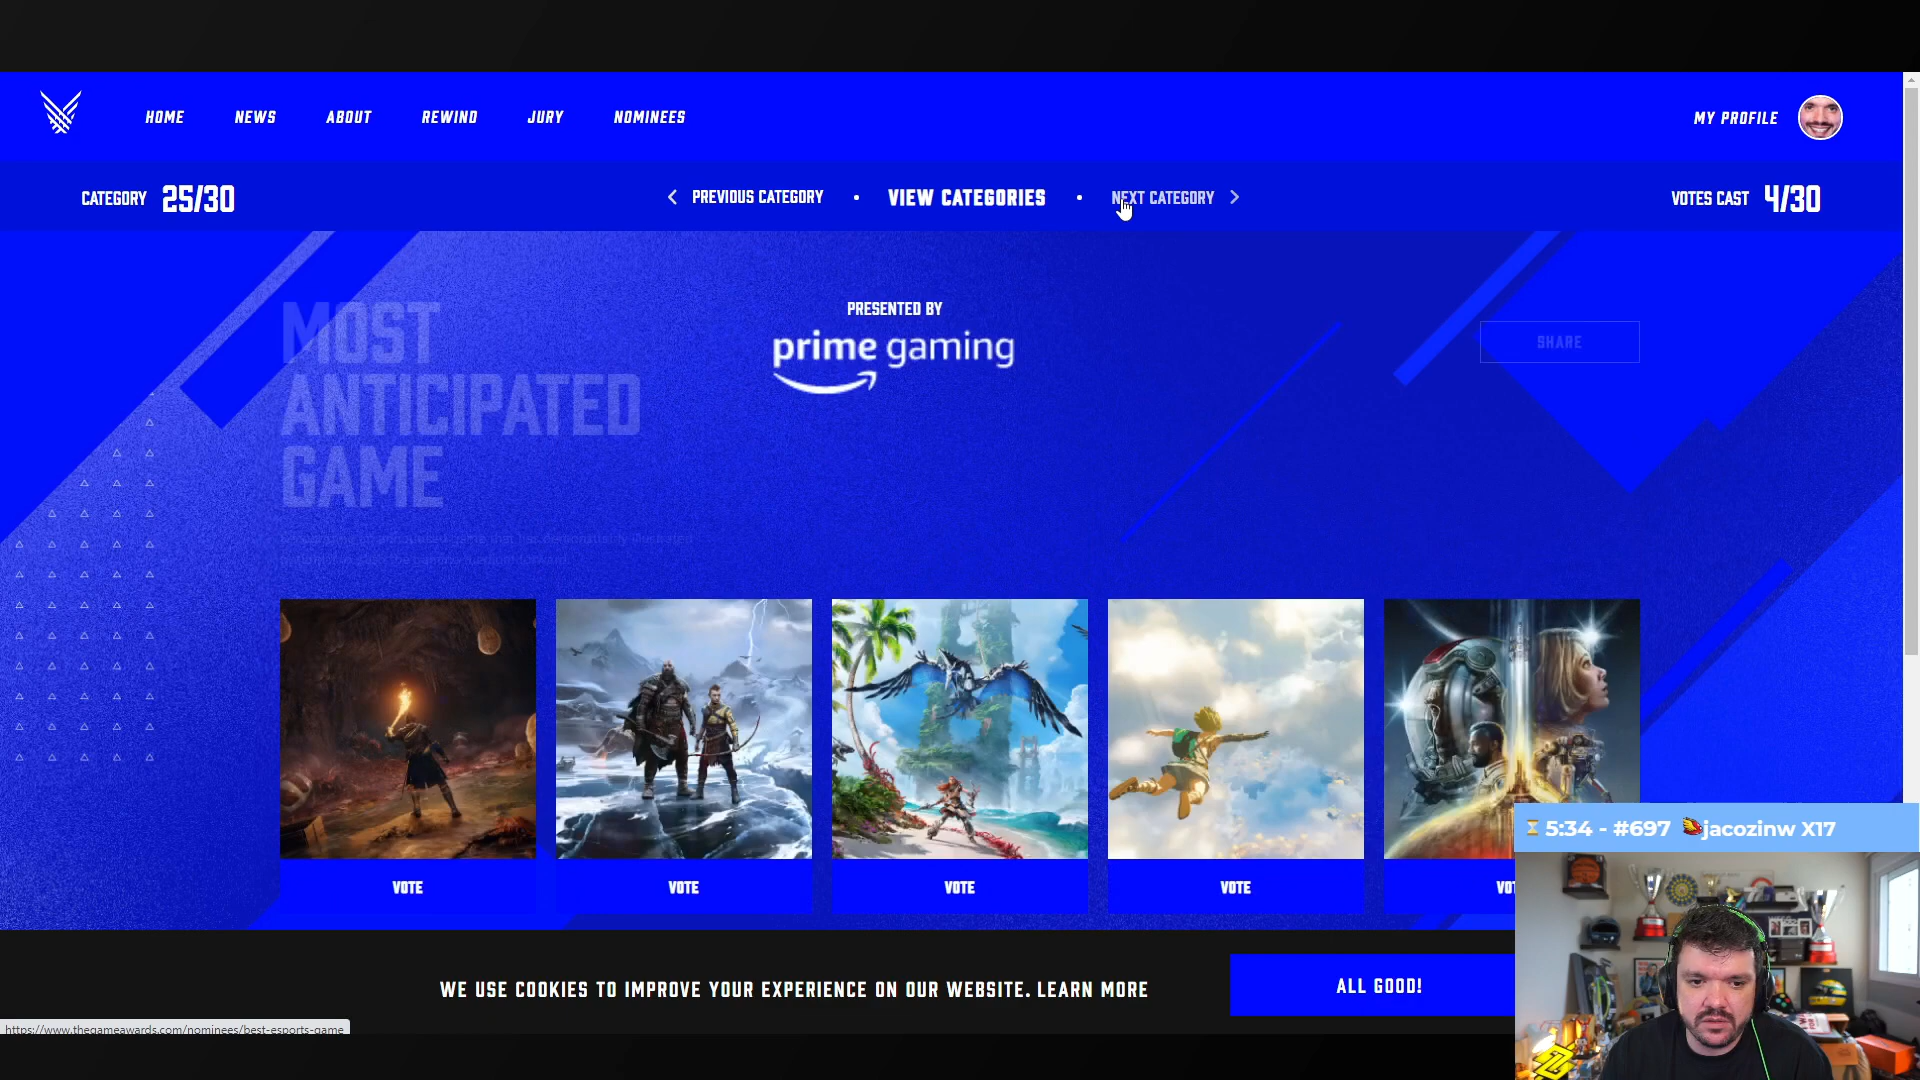 HOME NEWS ABOUT REWIND JURY NOMINEES MY PROFILE
CATEGORY 25/30 PREVIOUS CATEGORY • VIEW CATEGORIES • NEXT CATEGORY VOTES CAST 4/30
MOST
ANTICIPATED
GAME
PRESENTED BY
prime gaming
SHARE
VOTE VOTE VOTE VOTE
5:34 - #697 jacozinw X17
WE USE COOKIES TO IMPROVE YOUR EXPERIENCE ON OUR WEBSITE. LEARN MORE
ALL GOOD!
https://www.thegameawards.com/nominees/best-esports-game